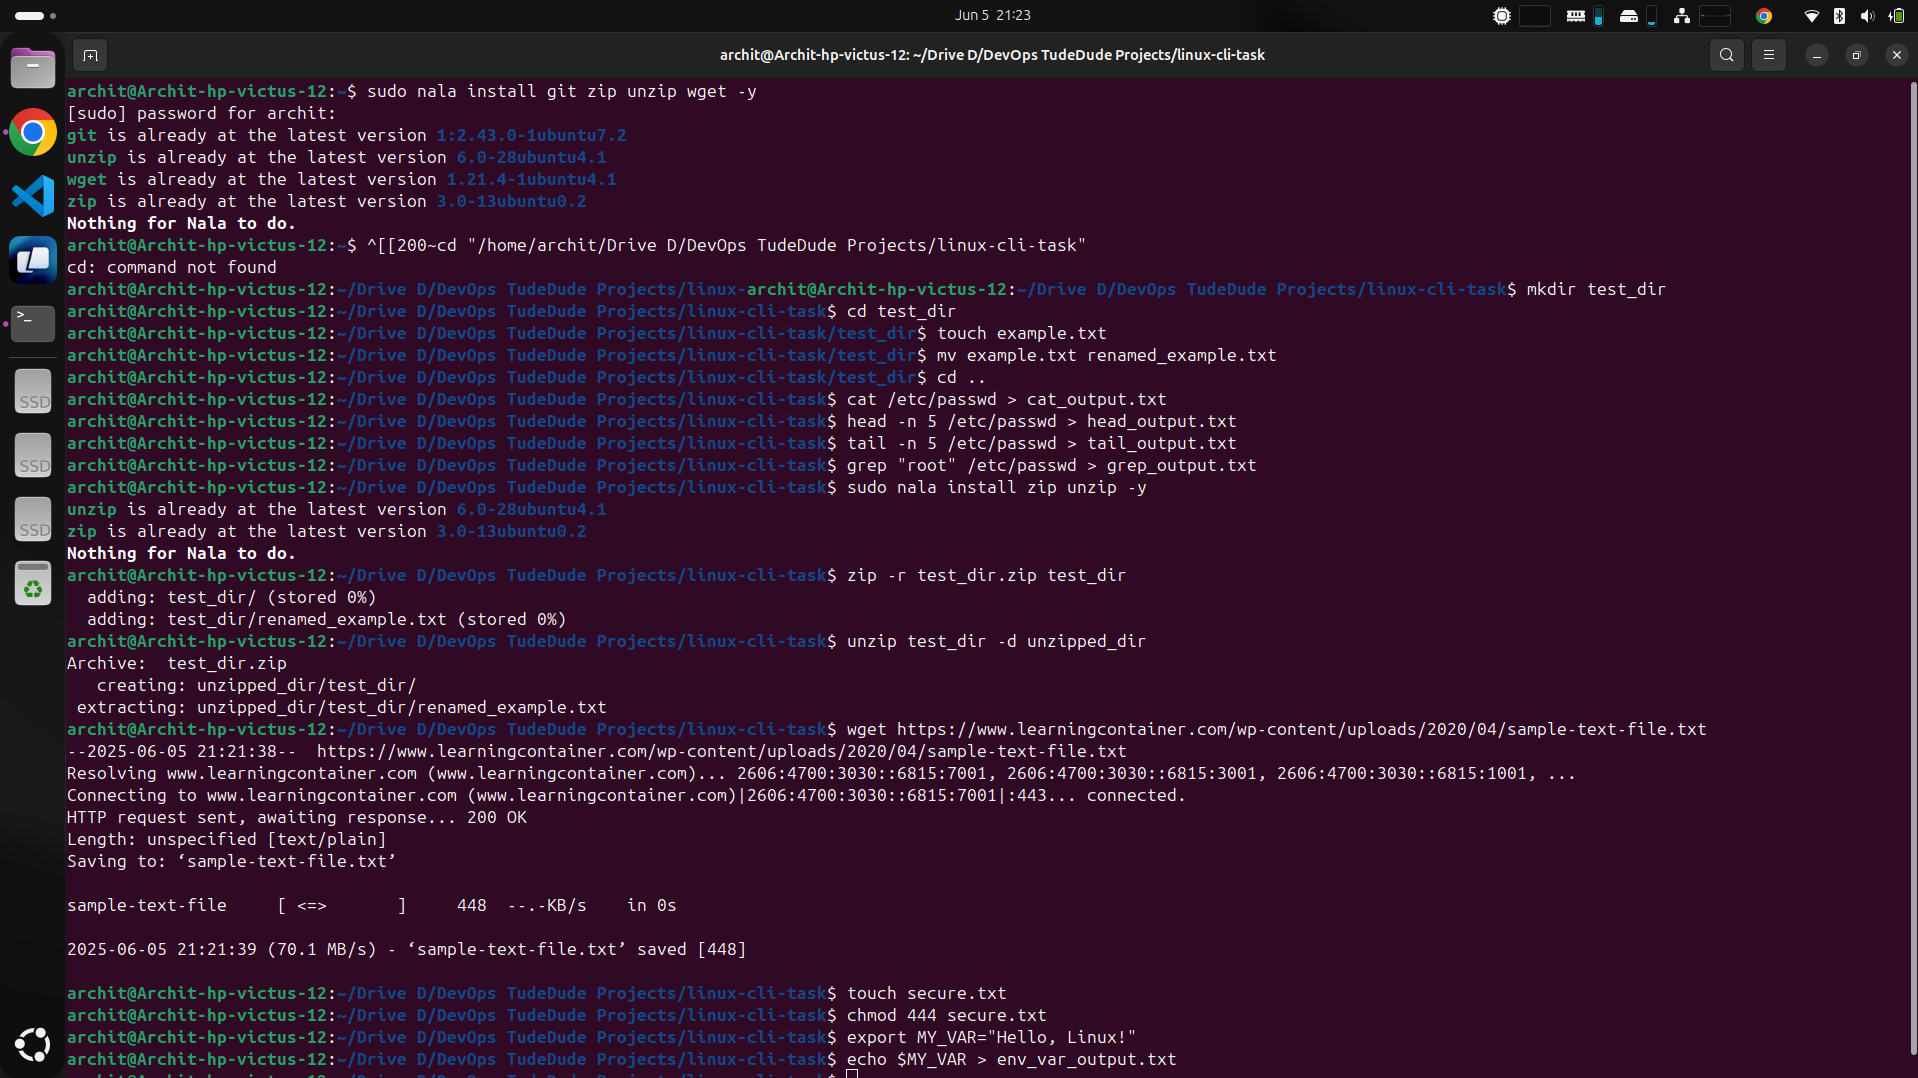 Jun 5 21:23
archit@Archit-hp-victus-12: ~/Drive D/DevOps TudeDude Projects/linux-cli-task
archit@Archit-hp-victus-12:~$ sudo nala install git zip unzip wget -y
[sudo] password for archit:
git is already at the latest version 1:2.43.0-1ubuntu7.2
unzip is already at the latest version 6.0-28ubuntu4.1
wget is already at the latest version 1.21.4-1ubuntu4.1
zip is already at the latest version 3.0-13ubuntu0.2
Nothing for Nala to do.
archit@Archit-hp-victus-12:~$ ^[[200~cd "/home/archit/Drive D/DevOps TudeDude Projects/linux-cli-task"
cd: command not found
archit@Archit-hp-victus-12:~/Drive D/DevOps TudeDude Projects/linux-archit@Archit-hp-victus-12:~/Drive D/DevOps TudeDude Projects/linux-cli-task$ mkdir test_dir
archit@Archit-hp-victus-12:~/Drive D/DevOps TudeDude Projects/linux-cli-task$ cd test_dir
archit@Archit-hp-victus-12:~/Drive D/DevOps TudeDude Projects/linux-cli-task/test_dir$ touch example.txt
archit@Archit-hp-victus-12:~/Drive D/DevOps TudeDude Projects/linux-cli-task/test_dir$ mv example.txt renamed_example.txt
archit@Archit-hp-victus-12:~/Drive D/DevOps TudeDude Projects/linux-cli-task/test_dir$ cd ..
archit@Archit-hp-victus-12:~/Drive D/DevOps TudeDude Projects/linux-cli-task$ cat /etc/passwd > cat_output.txt
archit@Archit-hp-victus-12:~/Drive D/DevOps TudeDude Projects/linux-cli-task$ head -n 5 /etc/passwd > head_output.txt
archit@Archit-hp-victus-12:~/Drive D/DevOps TudeDude Projects/linux-cli-task$ tail -n 5 /etc/passwd > tail_output.txt
archit@Archit-hp-victus-12:~/Drive D/DevOps TudeDude Projects/linux-cli-task$ grep "root" /etc/passwd > grep_output.txt
archit@Archit-hp-victus-12:~/Drive D/DevOps TudeDude Projects/linux-cli-task$ sudo nala install zip unzip -y
unzip is already at the latest version 6.0-28ubuntu4.1
zip is already at the latest version 3.0-13ubuntu0.2
Nothing for Nala to do.
archit@Archit-hp-victus-12:~/Drive D/DevOps TudeDude Projects/linux-cli-task$ zip -r test_dir.zip test_dir
  adding: test_dir/ (stored 0%)
  adding: test_dir/renamed_example.txt (stored 0%)
archit@Archit-hp-victus-12:~/Drive D/DevOps TudeDude Projects/linux-cli-task$ unzip test_dir -d unzipped_dir
Archive:  test_dir.zip
   creating: unzipped_dir/test_dir/
 extracting: unzipped_dir/test_dir/renamed_example.txt
archit@Archit-hp-victus-12:~/Drive D/DevOps TudeDude Projects/linux-cli-task$ wget https://www.learningcontainer.com/wp-content/uploads/2020/04/sample-text-file.txt
--2025-06-05 21:21:38--  https://www.learningcontainer.com/wp-content/uploads/2020/04/sample-text-file.txt
Resolving www.learningcontainer.com (www.learningcontainer.com)... 2606:4700:3030::6815:7001, 2606:4700:3030::6815:3001, 2606:4700:3030::6815:1001, ...
Connecting to www.learningcontainer.com (www.learningcontainer.com)|2606:4700:3030::6815:7001|:443... connected.
HTTP request sent, awaiting response... 200 OK
Length: unspecified [text/plain]
Saving to: ‘sample-text-file.txt’
sample-text-file     [ <=>       ]     448  --.-KB/s    in 0s
2025-06-05 21:21:39 (70.1 MB/s) - ‘sample-text-file.txt’ saved [448]
archit@Archit-hp-victus-12:~/Drive D/DevOps TudeDude Projects/linux-cli-task$ touch secure.txt
archit@Archit-hp-victus-12:~/Drive D/DevOps TudeDude Projects/linux-cli-task$ chmod 444 secure.txt
archit@Archit-hp-victus-12:~/Drive D/DevOps TudeDude Projects/linux-cli-task$ export MY_VAR="Hello, Linux!"
archit@Archit-hp-victus-12:~/Drive D/DevOps TudeDude Projects/linux-cli-task$ echo $MY_VAR > env_var_output.txt
archit@Archit-hp-victus-12:~/Drive D/DevOps TudeDude Projects/linux-cli-task$
SSD
SSD
SSD